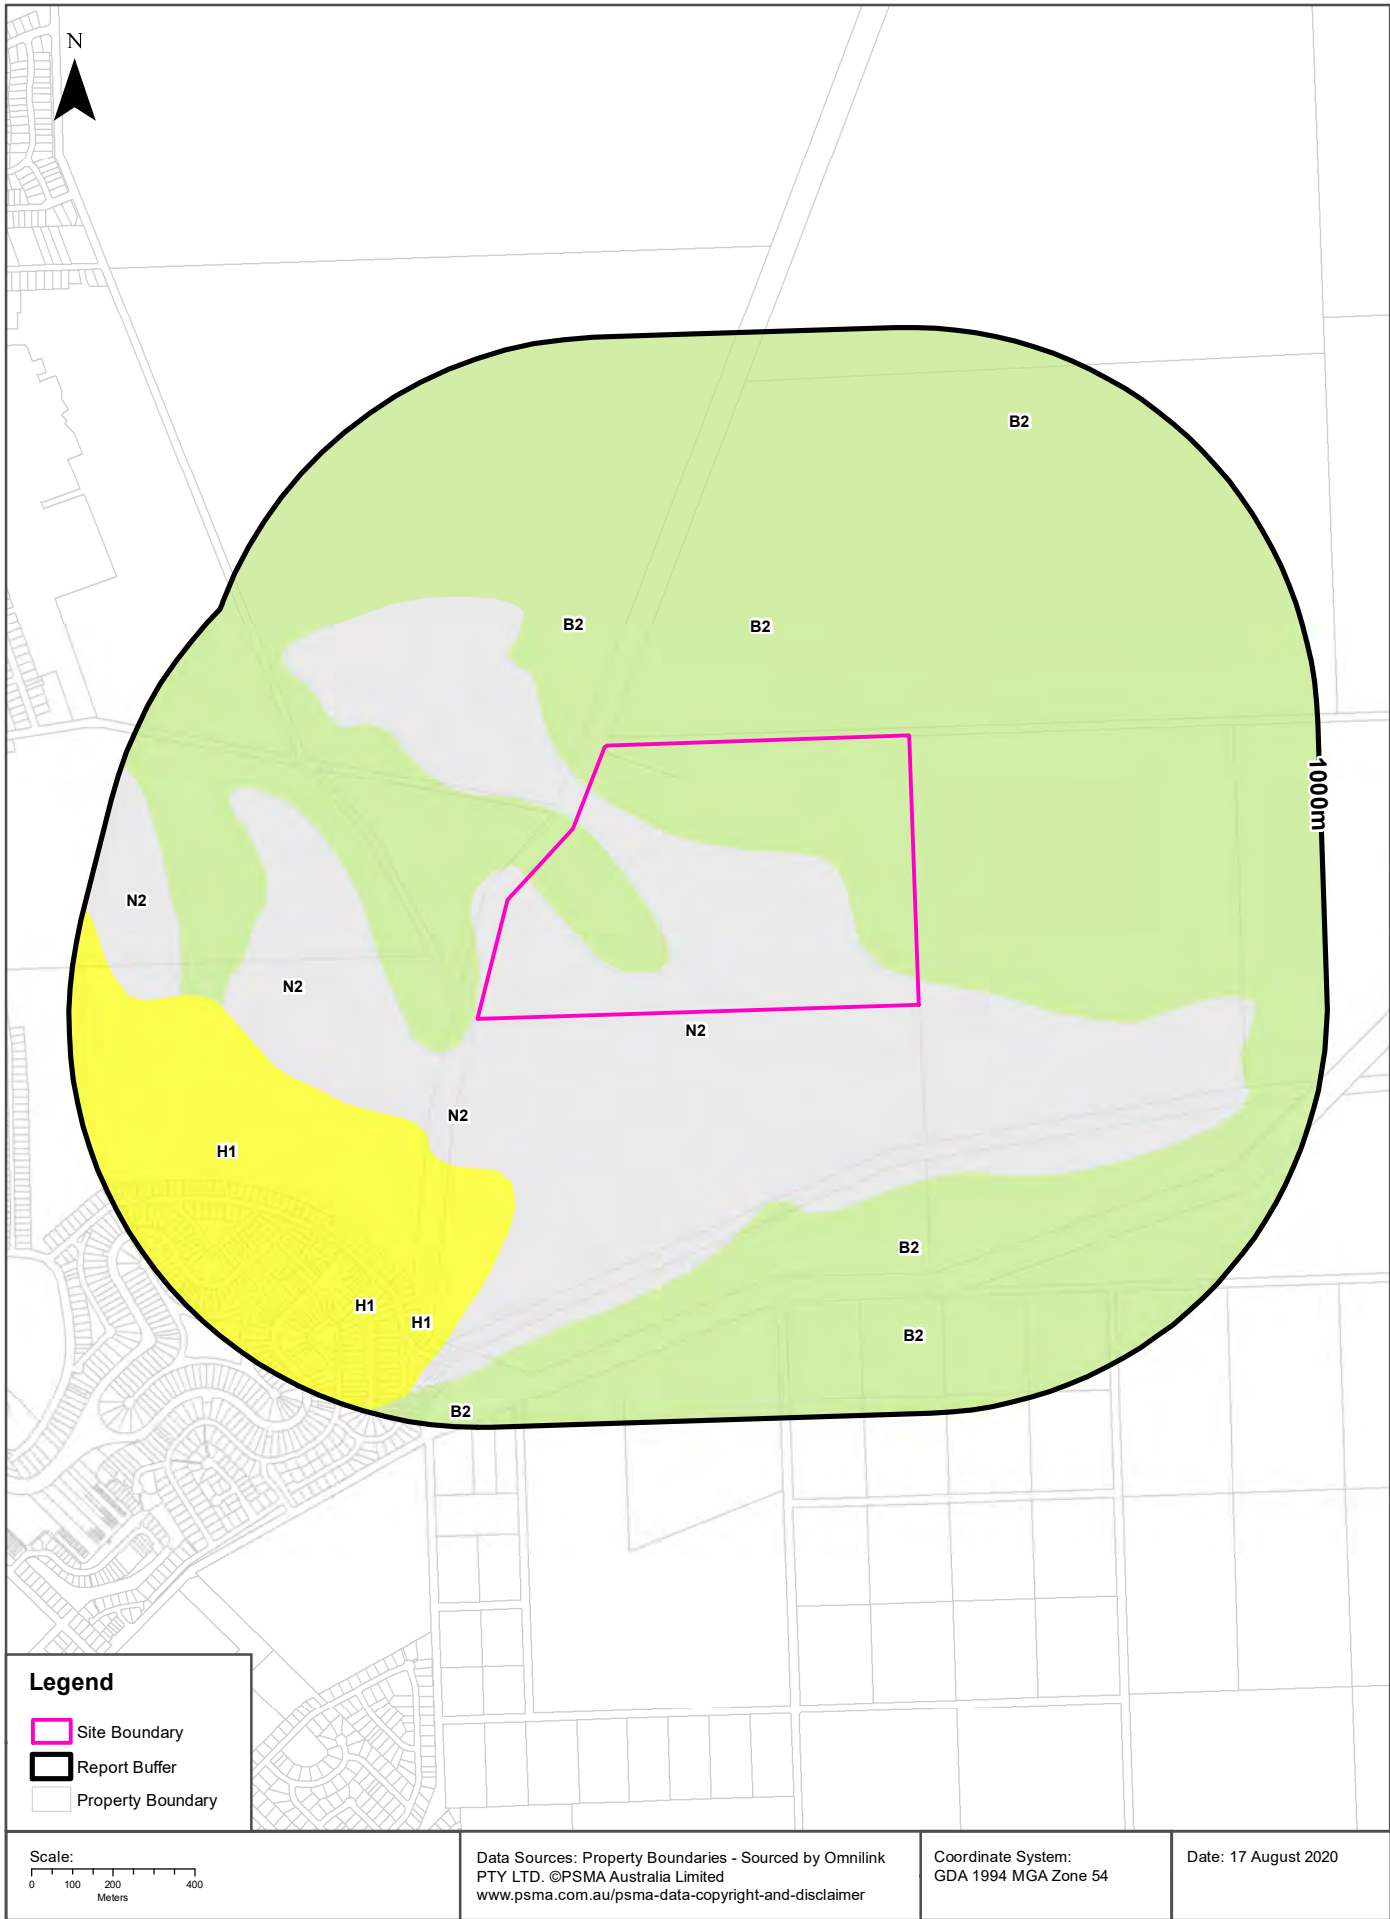 N
B2
B2
B2
1000m
N2
N2
N2
N2
H1
B2
H1
H1
B2
B2
Legend
Site Boundary
Report Buffer
Property Boundary
Scale:
0 100 200 400
Meters
Data Sources: Property Boundaries - Sourced by Omnilink
PTY LTD. ©PSMA Australia Limited
www.psma.com.au/psma-data-copyright-and-disclaimer
Coordinate System:
GDA 1994 MGA Zone 54
Date: 17 August 2020